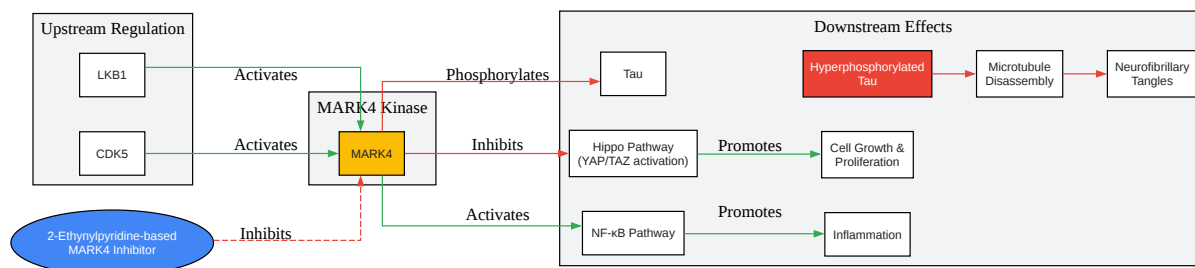 Upstream Regulation
LKB1
Activates
CDK5
Activates
2-Ethynylpyridine-based
MARK4 Inhibitor
Inhibits
MARK4 Kinase
MARK4
Phosphorylates
Inhibits
Activates
Downstream Effects
Tau
Hyperphosphorylated
Tau
Microtubule
Disassembly
Neurofibrillary
Tangles
Hippo Pathway
(YAP/TAZ activation)
Promotes
Cell Growth &
Proliferation
NF-κB Pathway
Promotes
Inflammation